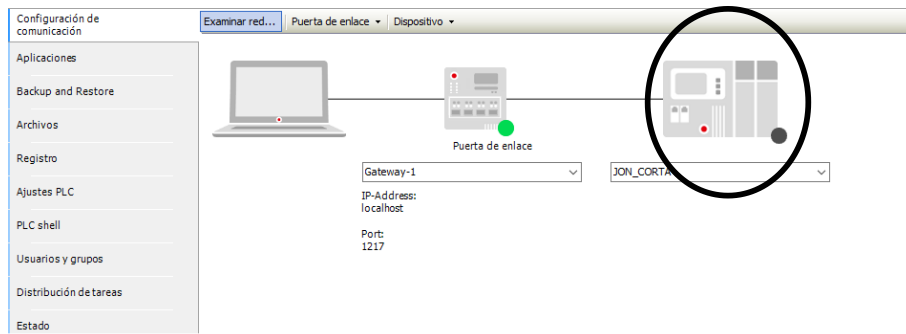 Configuración de
comunicación
Examinar red...
Puerta de enlace
Dispositivo
Aplicaciones
Backup and Restore
Archivos
Registro
Ajustes PLC
PLC shell
Usuarios y grupos
Distribución de tareas
Estado
Puerta de enlace
Gateway-1
JON_CORTA
IP-Address:
localhost
Port:
1217